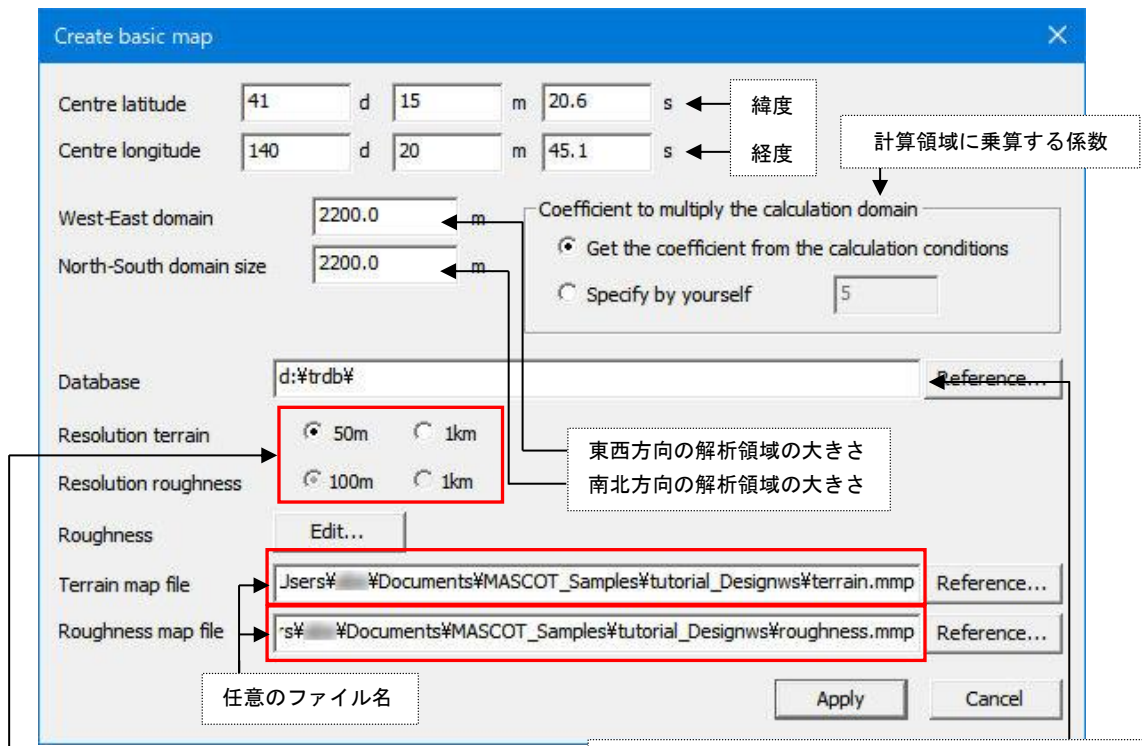 Create basic map
Centre latitude 41 d 15 m 20.6 s 緯度
Centre longitude 140 d 20 m 45.1 s 経度
計算領域に乗算する係数
West-East domain 2200.0 m
North-South domain size 2200.0 m
Coefficient to multiply the calculation domain
Get the coefficient from the calculation conditions
Specify by yourself 5
Database d:¥trdb¥ Reference...
Resolution terrain 50m 1km
Resolution roughness 100m 1km
東西方向の解析領域の大きさ
南北方向の解析領域の大きさ
Roughness Edit...
Terrain map file Users¥ ¥Documents¥MASCOT_Samples¥tutorial_Designws¥terrain.mmp Reference...
Roughness map file rs¥ ¥Documents¥MASCOT_Samples¥tutorial_Designws¥roughness.mmp Reference...
任意のファイル名
Apply Cancel